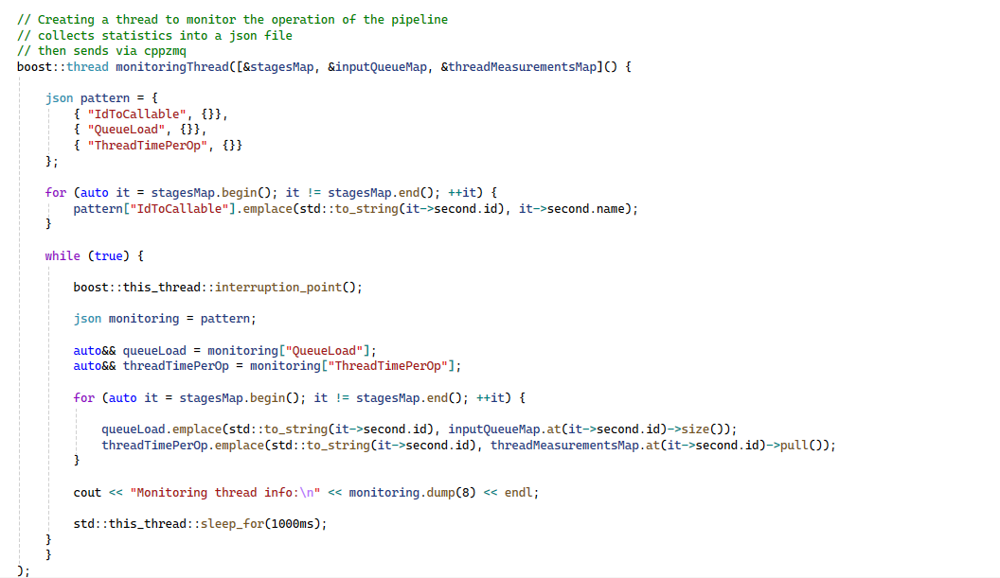 // Creating a thread to monitor the operation of the pipeline
// collects statistics into a json file
// then sends via cppzmq
boost::thread monitoringThread([&stagesMap, &inputQueueMap, &threadMeasurementsMap]() {
json pattern = {
{ "IdToCallable", {}},
{ "QueueLoad", {}},
{ "ThreadTimePerOp", {}}
};
for (auto it = stagesMap.begin(); it != stagesMap.end(); ++it) {
pattern["IdToCallable"].emplace(std::to_string(it->second.id), it->second.name);
}
while (true) {
boost::this_thread::interruption_point();
json monitoring = pattern;
auto&& queueLoad = monitoring["QueueLoad"];
auto&& threadTimePerOp = monitoring["ThreadTimePerOp"];
for (auto it = stagesMap.begin(); it != stagesMap.end(); ++it) {
queueLoad.emplace(std::to_string(it->second.id), inputQueueMap.at(it->second.id)->size());
threadTimePerOp.emplace(std::to_string(it->second.id), threadMeasurementsMap.at(it->second.id)->pull());
}
cout << "Monitoring thread info:\n" << monitoring.dump(8) << endl;
std::this_thread::sleep_for(1000ms);
}
}
);